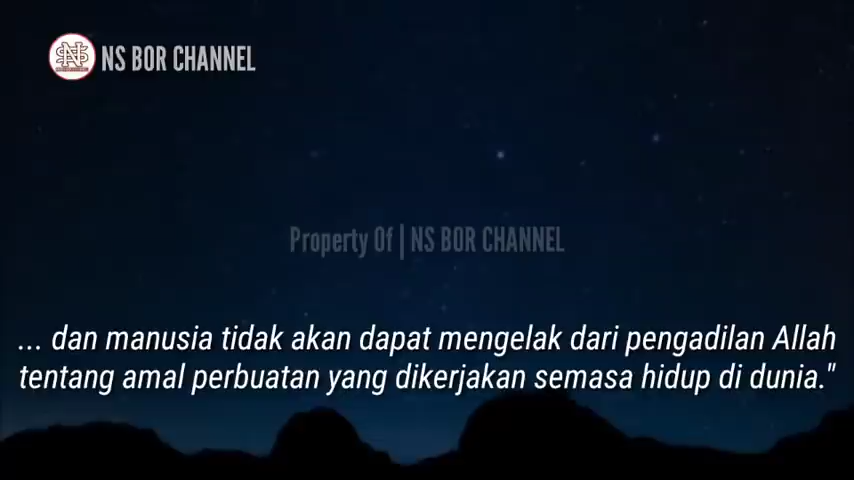 NS BOR CHANNEL
Property Of | NS BOR CHANNEL
... dan manusia tidak akan dapat mengelak dari pengadilan Allah
tentang amal perbuatan yang dikerjakan semasa hidup di dunia."